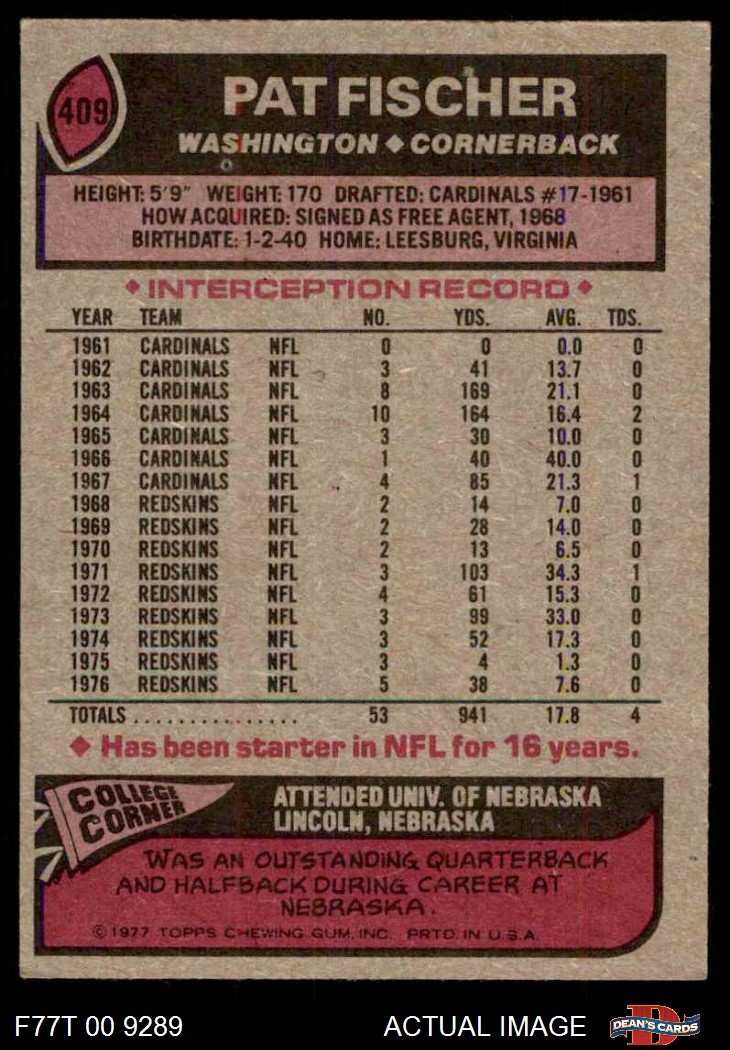 409
PAT FISCHER
WASHINGTON ◆ CORNERBACK
HEIGHT: 5'9" WEIGHT: 170 DRAFTED: CARDINALS #17-1961
HOW ACQUIRED: SIGNED AS FREE AGENT, 1968
BIRTHDATE: 1-2-40 HOME: LEESBURG, VIRGINIA
◆ INTERCEPTION RECORD ◆
YEAR TEAM NO. YDS. AVG. TDS.
1961 CARDINALS NFL 0 0 0.0 0
1962 CARDINALS NFL 3 41 13.7 0
1963 CARDINALS NFL 8 169 21.1 0
1964 CARDINALS NFL 10 164 16.4 2
1965 CARDINALS NFL 3 30 10.0 0
1966 CARDINALS NFL 1 40 40.0 0
1967 CARDINALS NFL 4 85 21.3 1
1968 REDSKINS NFL 2 14 7.0 0
1969 REDSKINS NFL 2 28 14.0 0
1970 REDSKINS NFL 2 13 6.5 0
1971 REDSKINS NFL 3 103 34.3 1
1972 REDSKINS NFL 4 61 15.3 0
1973 REDSKINS NFL 3 99 33.0 0
1974 REDSKINS NFL 3 52 17.3 0
1975 REDSKINS NFL 3 4 1.3 0
1976 REDSKINS NFL 5 38 7.6 0
TOTALS ............... 53 941 17.8 4
◆ Has been starter in NFL for 16 years.
COLLEGE
CORNER
ATTENDED UNIV. OF NEBRASKA
LINCOLN, NEBRASKA
WAS AN OUTSTANDING QUARTERBACK
AND HALFBACK DURING CAREER AT
NEBRASKA.
© 1977 TOPPS CHEWING GUM, INC. PRTD. IN U.S.A.
F77T 00 9289 ACTUAL IMAGE
D
DEAN'S CARDS